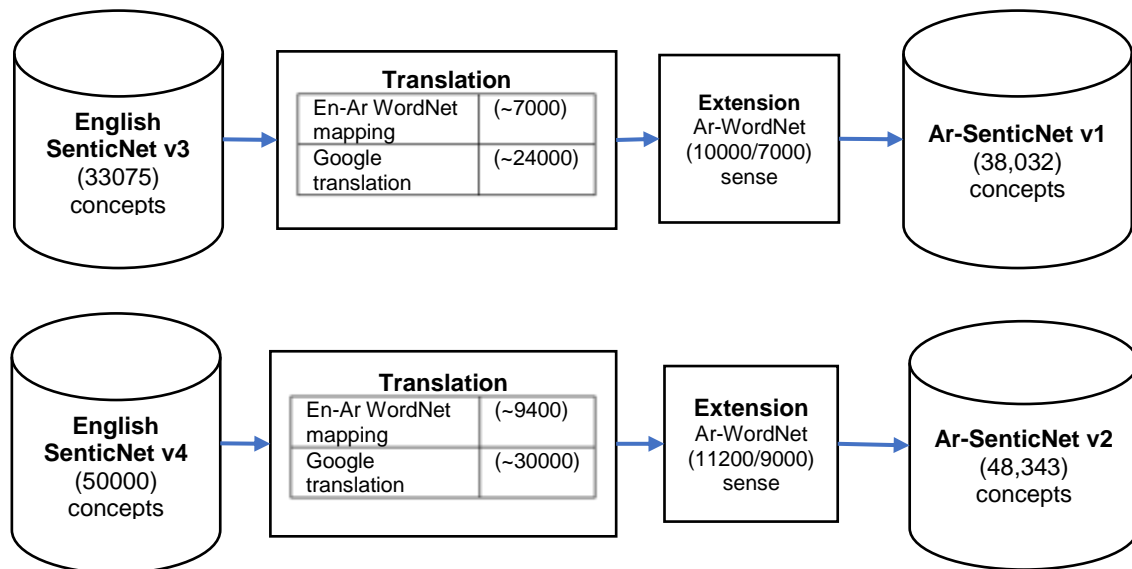 English
SenticNet v3
(33075)
concepts
Translation
En-Ar WordNet (~7000)
mapping
Google (~24000)
translation
Extension
Ar-WordNet
(10000/7000)
sense
Ar-SenticNet v1
(38,032)
concepts
English
SenticNet v4
(50000)
concepts
Translation
En-Ar WordNet (~9400)
mapping
Google (~30000)
translation
Extension
Ar-WordNet
(11200/9000)
sense
Ar-SenticNet v2
(48,343)
concepts